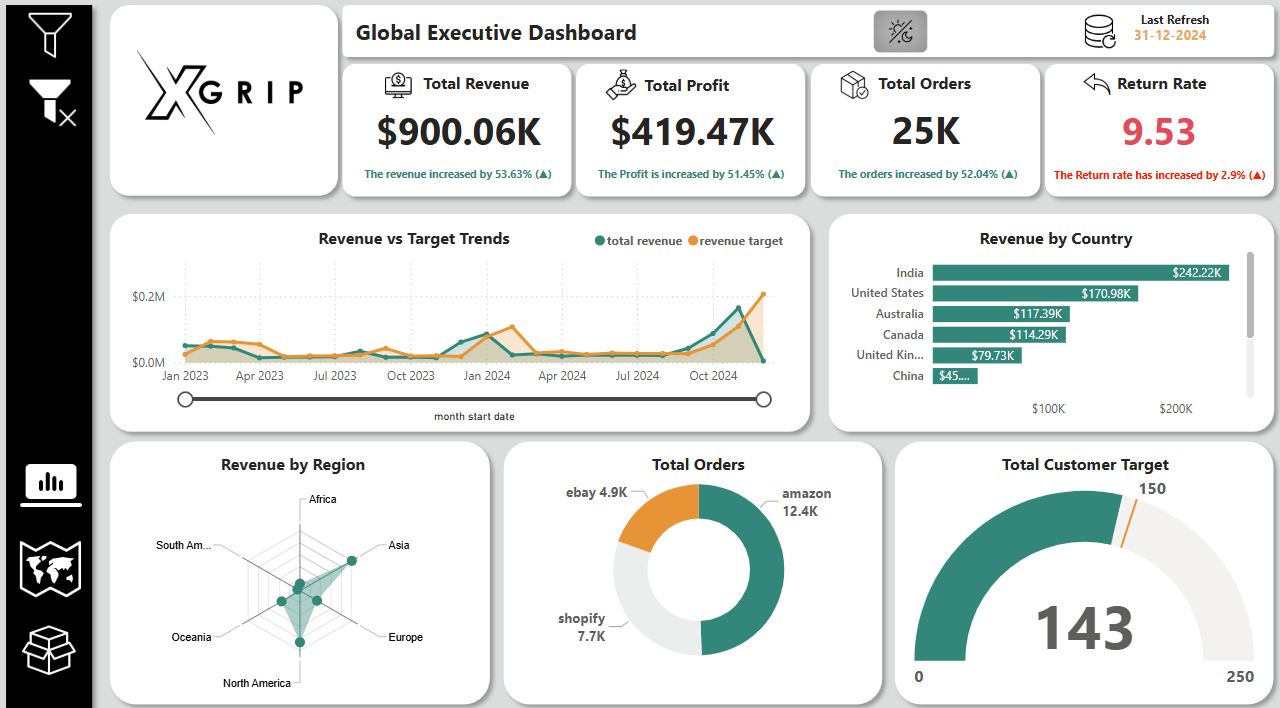 XGRIP
Global Executive Dashboard
Last Refresh
31-12-2024
Total Revenue
$900.06K
The revenue increased by 53.63% (▲)
Total Profit
$419.47K
The Profit is increased by 51.45% (▲)
Total Orders
25K
The orders increased by 52.04% (▲)
Return Rate
9.53
The Return rate has increased by 2.9% (▲)
Revenue vs Target Trends
total revenue
revenue target
$0.2M
$0.0M
Jan 2023
Apr 2023
Jul 2023
Oct 2023
Jan 2024
Apr 2024
Jul 2024
Oct 2024
month start date
Revenue by Country
India
$242.22K
United States
$170.98K
Australia
$117.39K
Canada
$114.29K
United Kin...
$79.73K
China
$45....
$100K
$200K
Revenue by Region
Africa
Asia
Europe
North America
Oceania
South Am...
Total Orders
ebay 4.9K
amazon
12.4K
shopify
7.7K
Total Customer Target
150
143
0
250